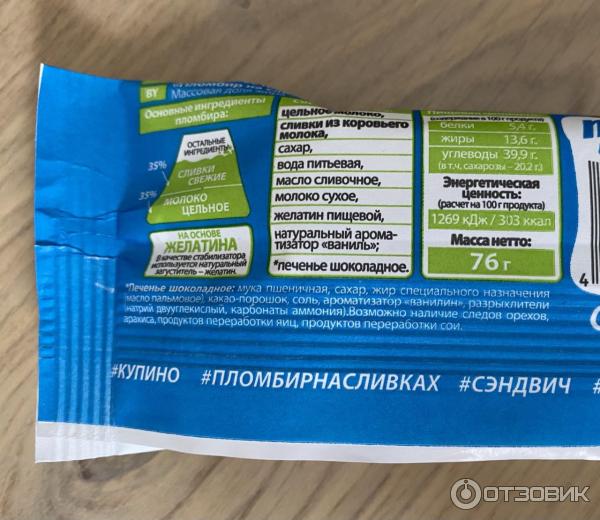 BY
Массовая доля
Основные ингредиенты
пломбира:
ОСТАЛЬНЫЕ
ИНГРЕДИЕНТЫ
35%
СЛИВКИ
СВЕЖИЕ
35%
МОЛОКО
ЦЕЛЬНОЕ
НА ОСНОВЕ
ЖЕЛАТИНА
В качестве стабилизатора
используется натуральный
загуститель – желатин.
цельное молоко,
сливки из коровьего
молока,
сахар,
вода питьевая,
масло сливочное,
молоко сухое,
желатин пищевой,
натуральный арома-
тизатор «ваниль»;
*печенье шоколадное.
белки 5,4 г.
жиры 13,6 г.
углеводы 39,9 г.
(в т.ч. сахарозы – 20,2 г.)
Энергетическая
ценность:
(расчет на 100 г продукта)
1269 кДж / 303 ккал
Масса нетто:
76 г
4
*Печенье шоколадное: мука пшеничная, сахар, жир специального назначения
масло пальмовое), какао-порошок, соль, ароматизатор «ванилин», разрыхлители
натрий двууглекислый, карбонаты аммония).Возможно наличие следов орехов,
арахиса, продуктов переработки яиц, продуктов переработки сои.
#КУПИНО #ПЛОМБИРНАСЛИВКАХ #СЭНДВИЧ #
ОТЗОВИК